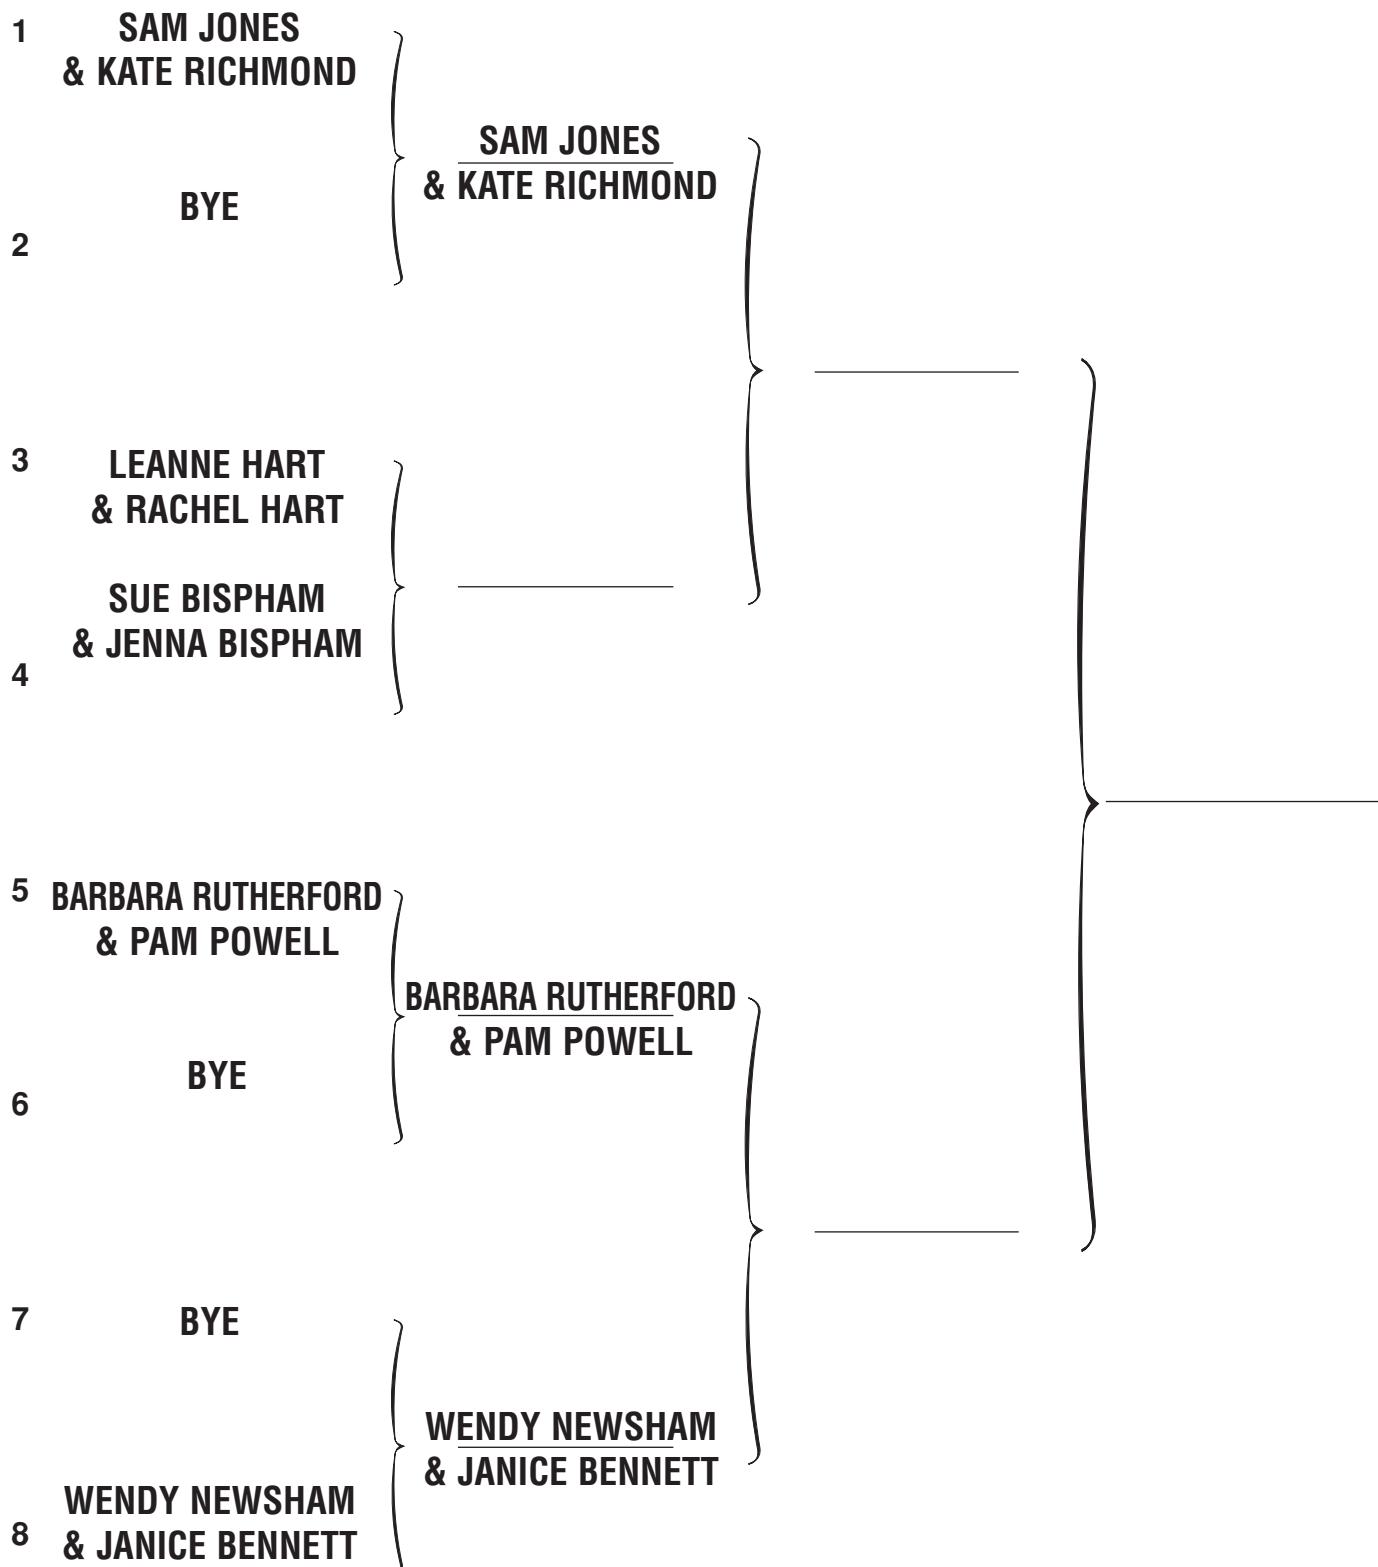 1
SAM JONES
& KATE RICHMOND
SAM JONES
& KATE RICHMOND
BYE
2
3
LEANNE HART
& RACHEL HART
SUE BISPHAM
& JENNA BISPHAM
4
5
BARBARA RUTHERFORD
& PAM POWELL
BARBARA RUTHERFORD
& PAM POWELL
BYE
6
7
BYE
WENDY NEWSHAM
& JANICE BENNETT
WENDY NEWSHAM
8
& JANICE BENNETT